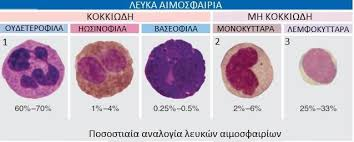 ΛΕΥΚΑ ΑΙΜΟΣΦΑΙΡΙΑ
ΚΟΚΚΙΩΔΗ ΜΗ ΚΟΚΚΙΩΔΗ
ΟΥΔΕΤΕΡΟΦΙΛΑ ΗΩΣΙΝΟΦΙΛΑ ΒΑΣΕΟΦΙΛΑ ΜΟΝΟΚΥΤΤΑΡΑ ΛΕΜΦΟΚΥΤΤΑΡΑ
1 2 3
60%–70% 1%–4% 0.25%–0.5% 2%–6% 25%–33%
Ποσοστιαία αναλογία λευκών αιμοσφαιρίων